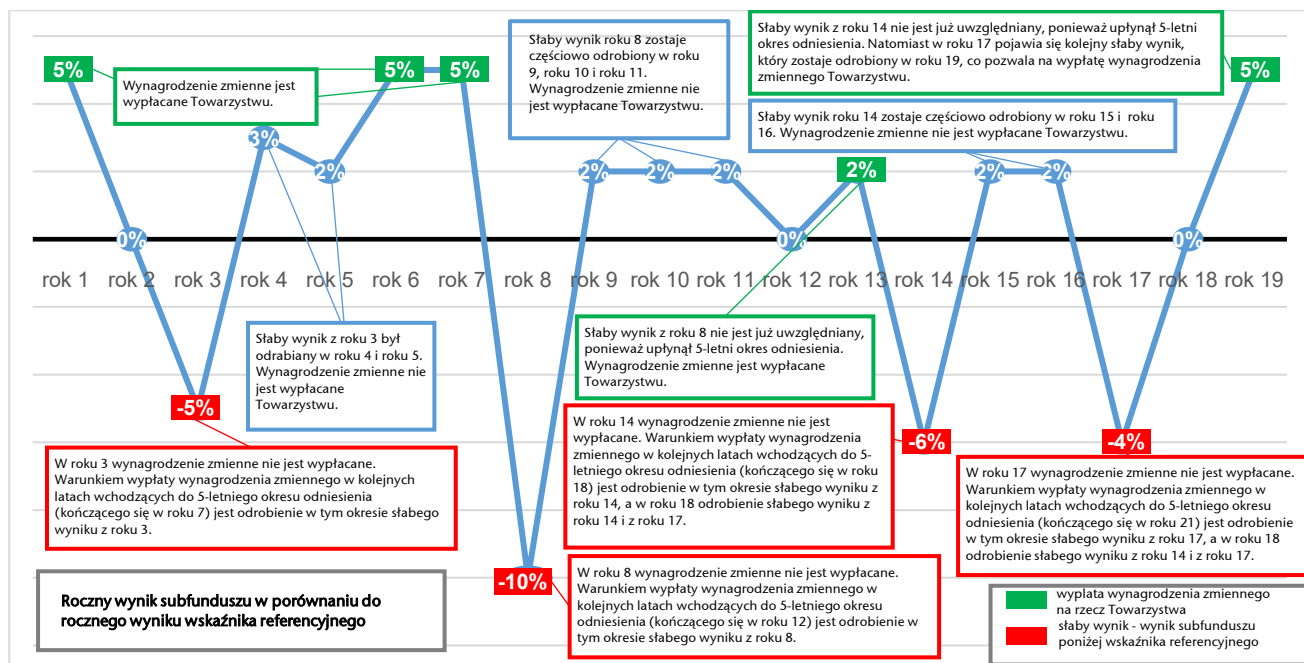 Słaby wynik z roku 14 nie jest już uwzględniany, ponieważ upłynął 5-letni
okres odniesienia. Natomiast w roku 17 pojawia się kolejny słaby wynik,
który zostaje odrobiony w roku 19, co pozwala na wypłatę wynagrodzenia
zmiennego Towarzystwu.
Słaby wynik roku 8 zostaje
częściowo odrobiony w roku
9, roku 10 i roku 11.
Wynagrodzenie zmienne nie
jest wypłacane Towarzystwu.
Wynagrodzenie zmienne jest
wypłacane Towarzystwu.
Słaby wynik roku 14 zostaje częściowo odrobiony w roku 15 i roku
16. Wynagrodzenie zmienne nie jest wypłacane Towarzystwu.
5%
0%
-5%
3%
2%
5%
5%
-10%
2%
2%
2%
0%
2%
-6%
2%
2%
-4%
0%
5%
rok 1 rok 2 rok 3 rok 4 rok 5 rok 6 rok 7 rok 8 rok 9 rok 10 rok 11 rok 12 rok 13 rok 14 rok 15 rok 16 rok 17 rok 18 rok 19
Słaby wynik z roku 3 był
odrabiany w roku 4 i roku 5.
Wynagrodzenie zmienne nie
jest wypłacane
Towarzystwu.
Słaby wynik z roku 8 nie jest już uwzględniany,
ponieważ upłynął 5-letni okres odniesienia.
Wynagrodzenie zmienne jest wypłacane
Towarzystwu.
W roku 3 wynagrodzenie zmienne nie jest wypłacane.
Warunkiem wypłaty wynagrodzenia zmiennego w kolejnych
latach wchodzących do 5-letniego okresu odniesienia
(kończącego się w roku 7) jest odrobienie w tym okresie słabego
wyniku z roku 3.
W roku 14 wynagrodzenie zmienne nie jest
wypłacane. Warunkiem wypłaty wynagrodzenia
zmiennego w kolejnych latach wchodzących do 5-
letniego okresu odniesienia (kończącego się w roku
18) jest odrobienie w tym okresie słabego wyniku z
roku 14, a w roku 18 odrobienie słabego wyniku z
roku 14 i z roku 17.
W roku 17 wynagrodzenie zmienne nie jest wypłacane.
Warunkiem wypłaty wynagrodzenia zmiennego w
kolejnych latach wchodzących do 5-letniego okresu
odniesienia (kończącego się w roku 21) jest odrobienie
w tym okresie słabego wyniku z roku 17, a w roku 18
odrobienie słabego wyniku z roku 14 i z roku 17.
W roku 8 wynagrodzenie zmienne nie jest wypłacane.
Warunkiem wypłaty wynagrodzenia zmiennego w
kolejnych latach wchodzących do 5-letniego okresu
odniesienia (kończącego się w roku 12) jest odrobienie w
tym okresie słabego wyniku z roku 8.
Roczny wynik subfunduszu w porównaniu do
rocznego wyniku wskaźnika referencyjnego
wyplata wynagrodzenia zmiennego
na rzecz Towarzystwa
słaby wynik - wynik subfunduszu
poniżej wskaźnika referencyjnego